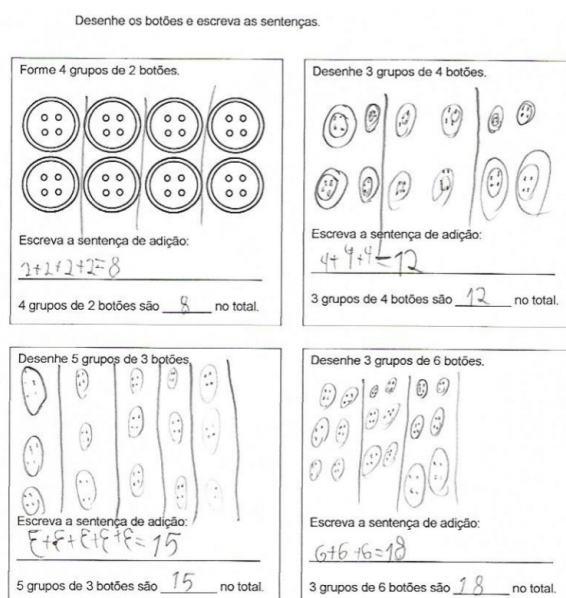 Desenhe os botões e escreva as sentenças.
Forme 4 grupos de 2 botões.
Escreva a sentença de adição:
2+2+2+2=8
4 grupos de 2 botões são 8 no total.
Desenhe 3 grupos de 4 botões.
Escreva a sentença de adição:
4+4+4=12
3 grupos de 4 botões são 12 no total.
Desenhe 5 grupos de 3 botões.
Escreva a sentença de adição:
3+3+3+3+3=15
5 grupos de 3 botões são 15 no total.
Desenhe 3 grupos de 6 botões.
Escreva a sentença de adição:
6+6+6=18
3 grupos de 6 botões são 18 no total.